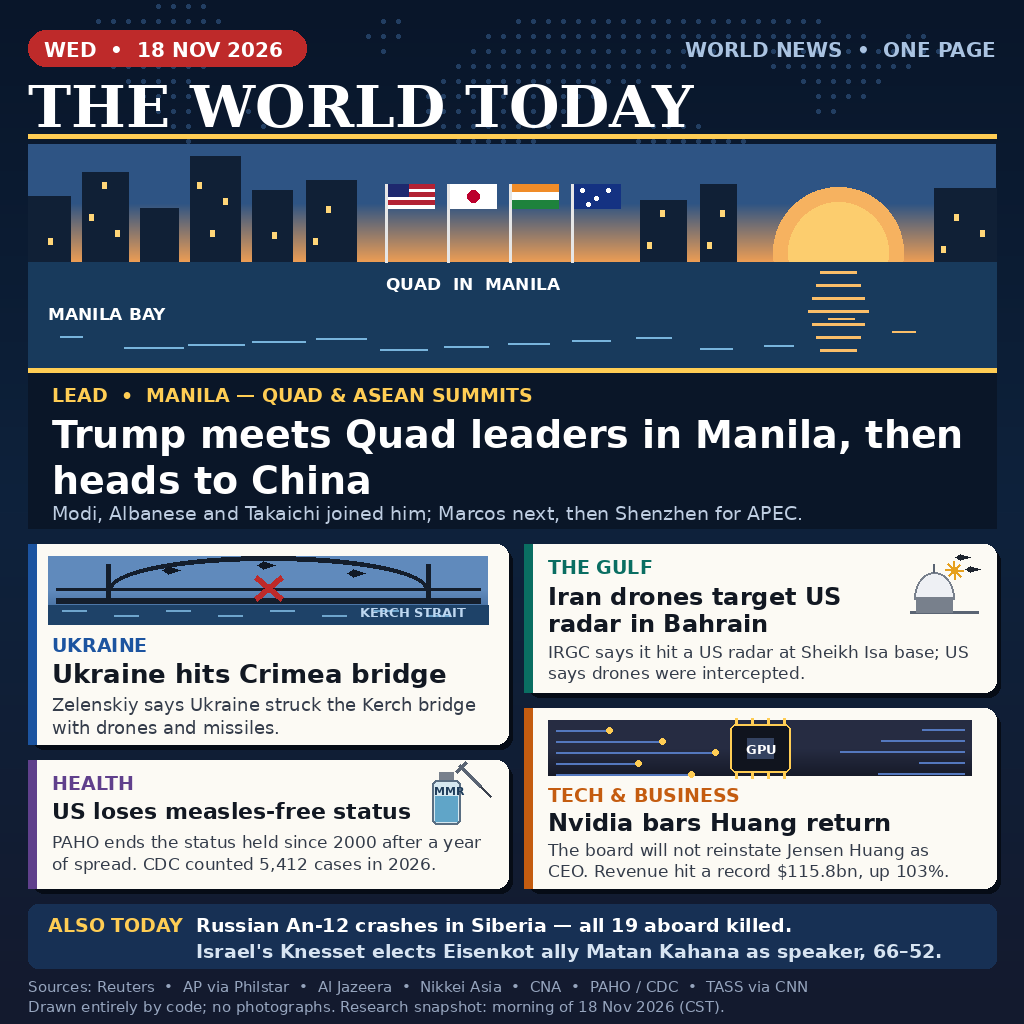 WED • 18 NOV 2026
WORLD NEWS • ONE PAGE
THE WORLD TODAY
QUAD IN MANILA
MANILA BAY
LEAD • MANILA — QUAD & ASEAN SUMMITS
Trump meets Quad leaders in Manila, then
heads to China
Modi, Albanese and Takaichi joined him; Marcos next, then Shenzhen for APEC.
KERCH STRAIT
UKRAINE
Ukraine hits Crimea bridge
Zelenskiy says Ukraine struck the Kerch bridge
with drones and missiles.
THE GULF
Iran drones target US
radar in Bahrain
IRGC says it hit a US radar at Sheikh Isa base; US
says drones were intercepted.
HEALTH
MMR
US loses measles-free status
PAHO ends the status held since 2000 after a year
of spread. CDC counted 5,412 cases in 2026.
GPU
TECH & BUSINESS
Nvidia bars Huang return
The board will not reinstate Jensen Huang as
CEO. Revenue hit a record $115.8bn, up 103%.
ALSO TODAY Russian An-12 crashes in Siberia — all 19 aboard killed.
Israel's Knesset elects Eisenkot ally Matan Kahana as speaker, 66–52.
Sources: Reuters • AP via Philstar • Al Jazeera • Nikkei Asia • CNA • PAHO / CDC • TASS via CNN
Drawn entirely by code; no photographs. Research snapshot: morning of 18 Nov 2026 (CST).